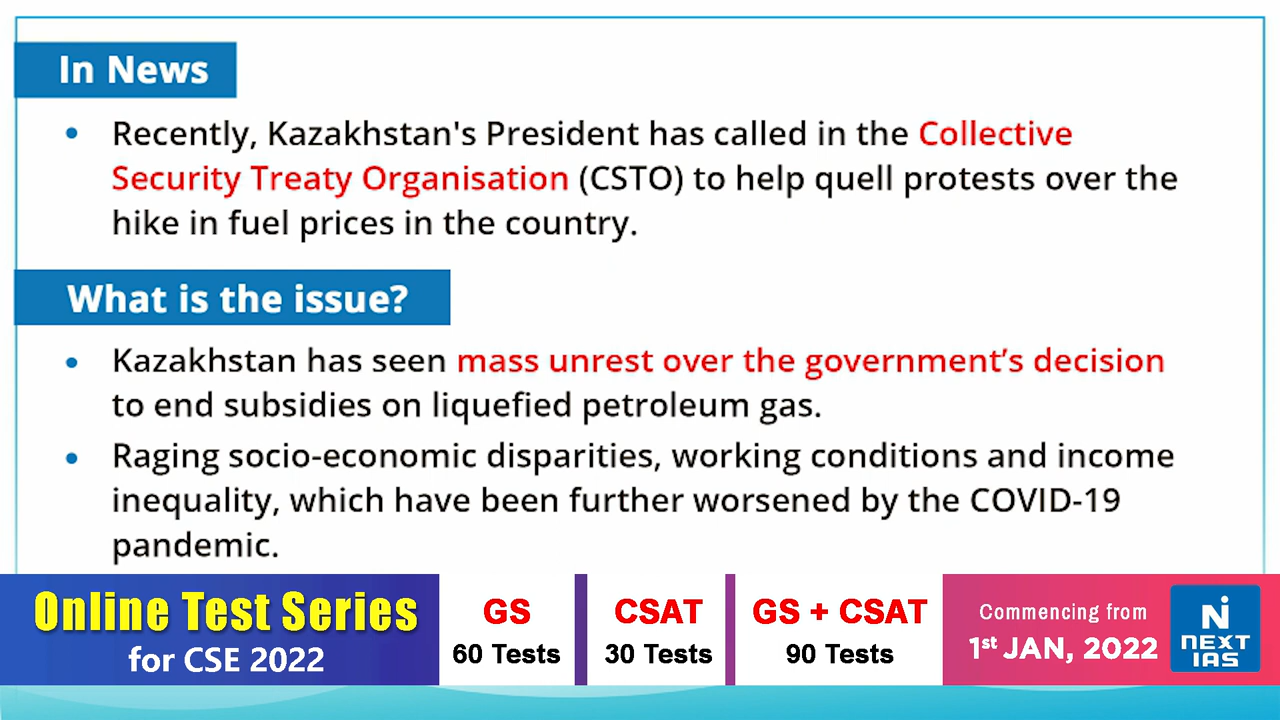 In News
• Recently, Kazakhstan's President has called in the Collective
Security Treaty Organisation (CSTO) to help quell protests over the
hike in fuel prices in the country.
What is the issue?
• Kazakhstan has seen mass unrest over the government’s decision
to end subsidies on liquefied petroleum gas.
• Raging socio-economic disparities, working conditions and income
inequality, which have been further worsened by the COVID-19
pandemic.
Online Test Series
for CSE 2022
GS
60 Tests
CSAT
30 Tests
GS + CSAT
90 Tests
Commencing from
1st JAN, 2022
NEXT
IAS